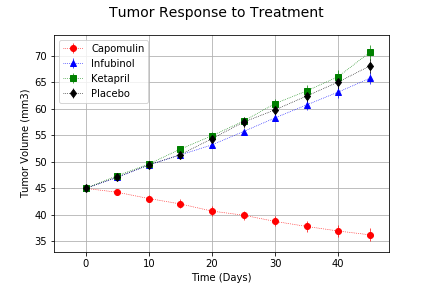 Tumor Response to Treatment
Capomulin
Infubinol
Ketapril
Placebo
Tumor Volume (mm3)
70
65
60
55
50
45
40
35
0
10
20
30
40
Time (Days)